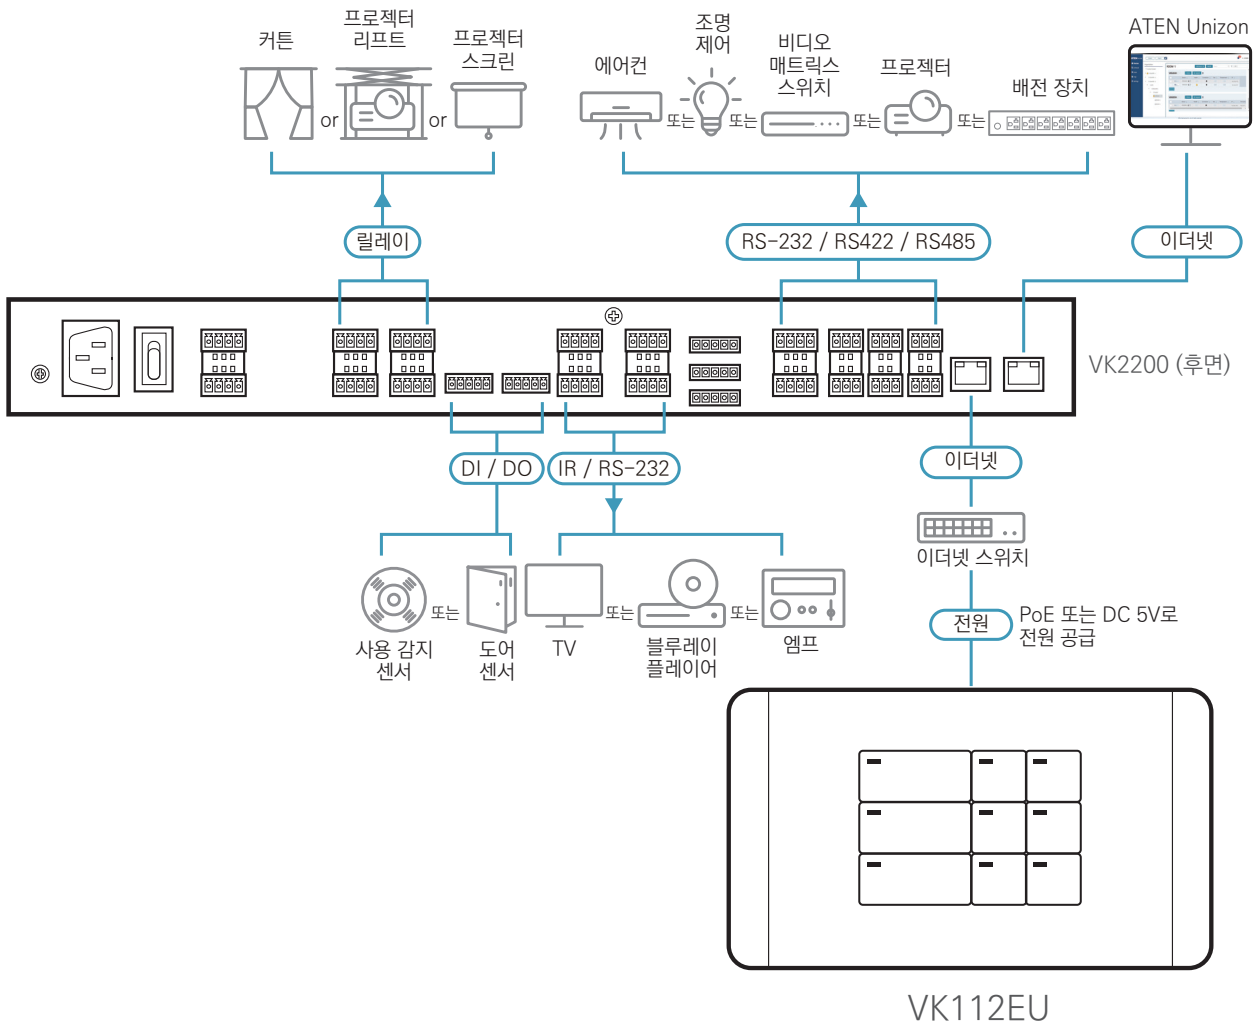 커튼
프로젝터
리프트
프로젝터
스크린
or
or
에어컨
조명
제어
비디오
매트릭스
스위치
프로젝터
배전 장치
또는
또는
또는
또는
ATEN Unizon
릴레이
RS-232 / RS422 / RS485
이더넷
VK2200 (후면)
DI / DO
IR / RS-232
이더넷
이더넷 스위치
사용 감지
센서
또는
도어
센서
TV
또는
블루레이
플레이어
또는
엠프
전원
PoE 또는 DC 5V로
전원 공급
VK112EU